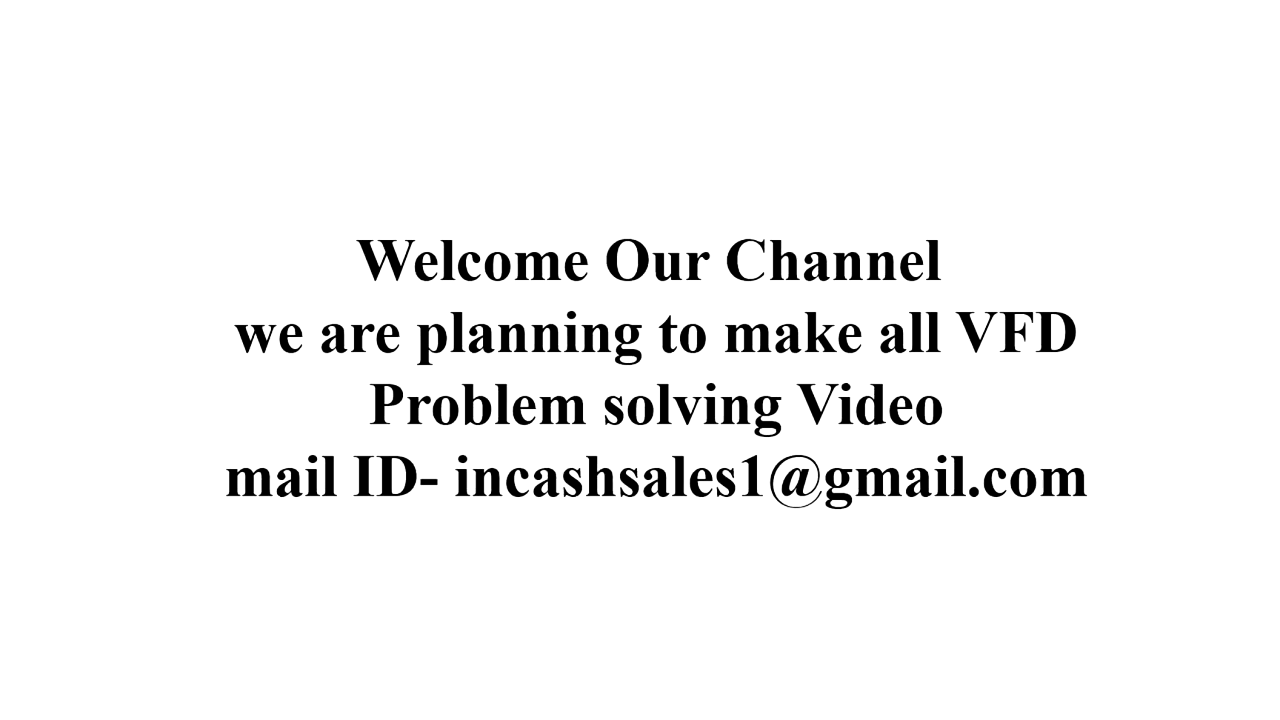 Welcome Our Channel
we are planning to make all VFD
Problem solving Video
mail ID- incashsales1@gmail.com